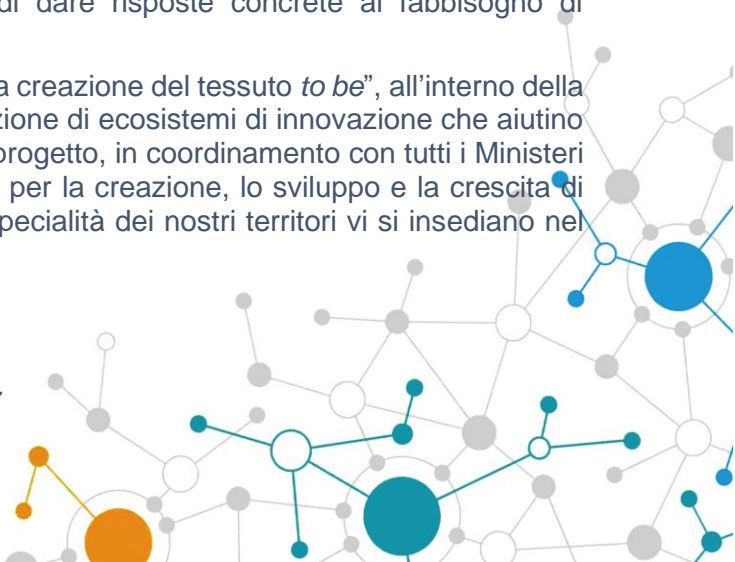 di dare risposte concrete al fabbisogno di
a creazione del tessuto to be”, all’interno della
zione di ecosistemi di innovazione che aiutino
progetto, in coordinamento con tutti i Ministeri
per la creazione, lo sviluppo e la crescita di
pecialità dei nostri territori vi si insediano nel